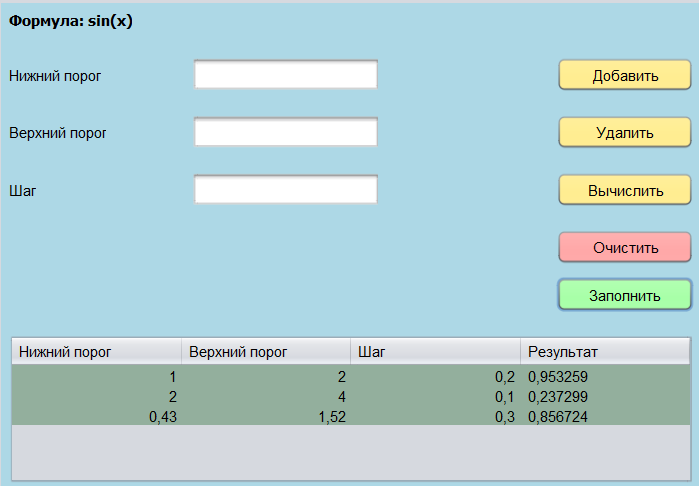 Формула: sin(x)
Нижний порог Добавить
Верхний порог Удалить
Шаг Вычислить
Очистить
Заполнить
Нижний порог Верхний порог Шаг Результат
1 2 0,2 0,953259
2 4 0,1 0,237299
0,43 1,52 0,3 0,856724